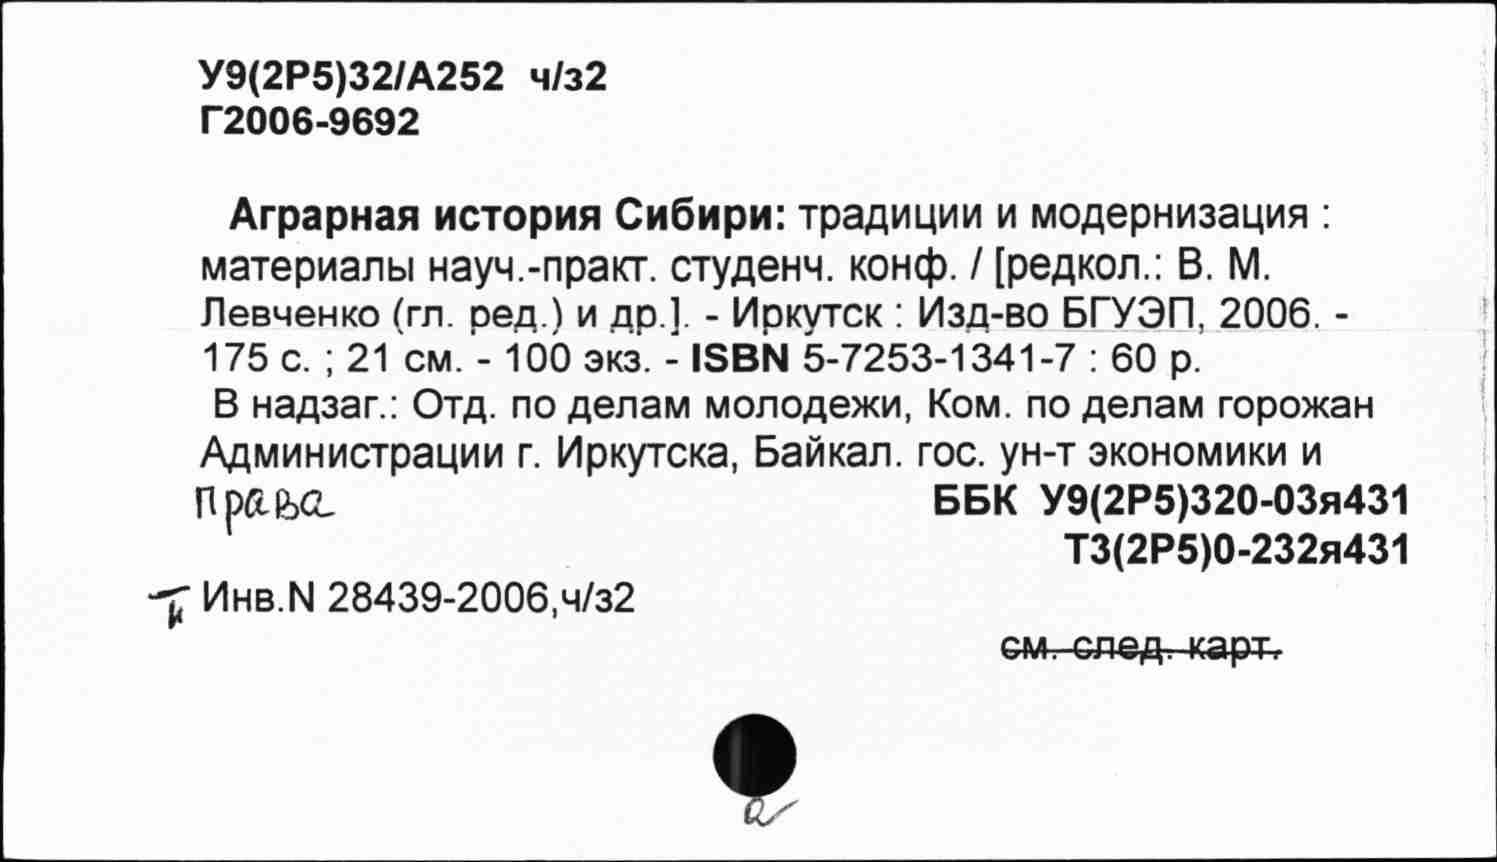 У9(2Р5)32/А252 ч/з2
Г2006-9692
Аграрная история Сибири: традиции и модернизация :
материалы науч.-практ. студенч. конф. / [редкол.: В. М.
Левченко (гл. ред.) и др.]. - Иркутск : Изд-во БГУЭП, 2006. -
175 с. ; 21 см. - 100 экз. - ISBN 5-7253-1341-7 : 60 р.
В надзаг.: Отд. по делам молодежи, Ком. по делам горожан
Администрации г. Иркутска, Байкал. гос. ун-т экономики и
права
ББК У9(2Р5)320-03я431
Т3(2Р5)0-232я431
Инв.N 28439-2006,ч/з2
см. след. карт.